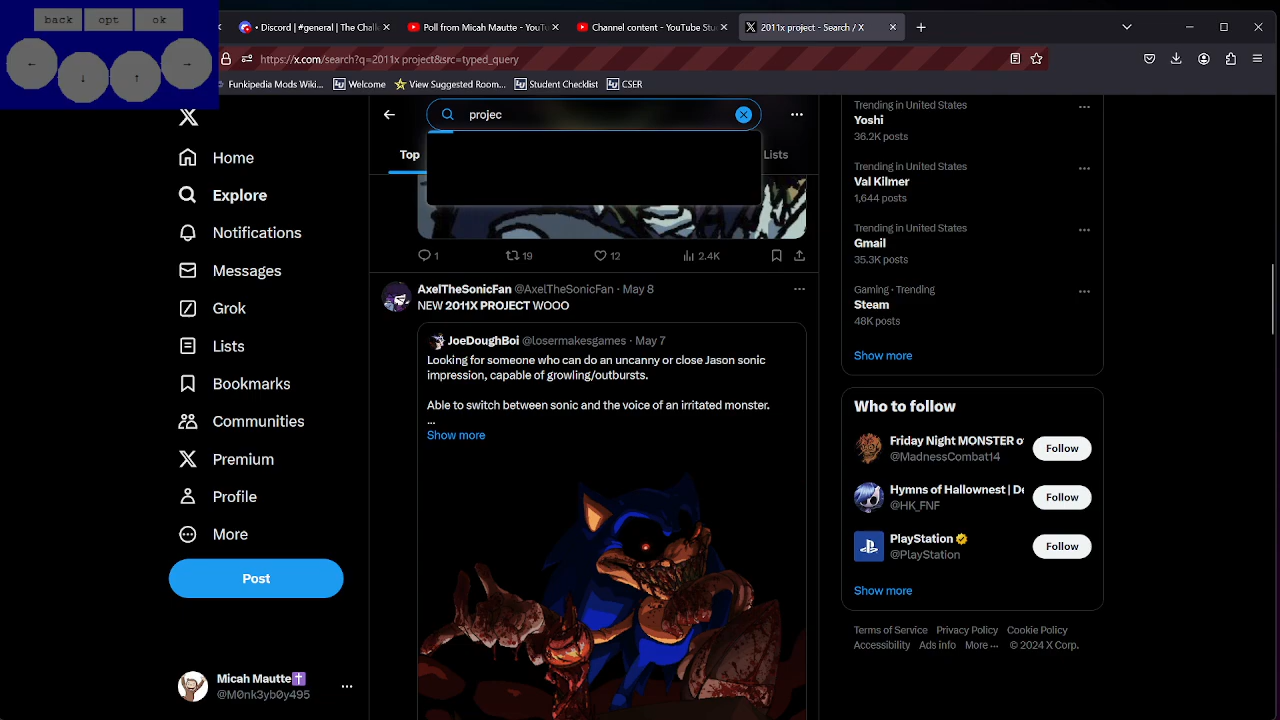 back opt ok
← ↓ ↑ →
Discord | #general | The Challe
Poll from Micah Mautte - YouTu
Channel content - YouTube Stu
2011x project - Search / X
https://x.com/search?q=2011x project&src=typed_query
Funkipedia Mods Wiki...
Welcome
View Suggested Room...
Student Checklist
CSER
Home
Explore
Notifications
Messages
Grok
Lists
Bookmarks
Communities
Premium
Profile
More
Post
Micah Mautte✝️
@M0nk3yb0y495
projec
Top
Lists
1 19 12 2.4K
AxelTheSonicFan @AxelTheSonicFan · May 8
NEW 2011X PROJECT WOOO
JoeDoughBoi @losermakesgames · May 7
Looking for someone who can do an uncanny or close Jason sonic
impression, capable of growling/outbursts.
Able to switch between sonic and the voice of an irritated monster.
...
Show more
Trending in United States
Yoshi
36.2K posts
Trending in United States
Val Kilmer
1,644 posts
Trending in United States
Gmail
35.3K posts
Gaming · Trending
Steam
48K posts
Show more
Who to follow
Friday Night MONSTER o
@MadnessCombat14
Follow
Hymns of Hallownest | De
@HK_FNF
Follow
PlayStation
@PlayStation
Follow
Show more
Terms of Service Privacy Policy Cookie Policy
Accessibility Ads info More ··· © 2024 X Corp.